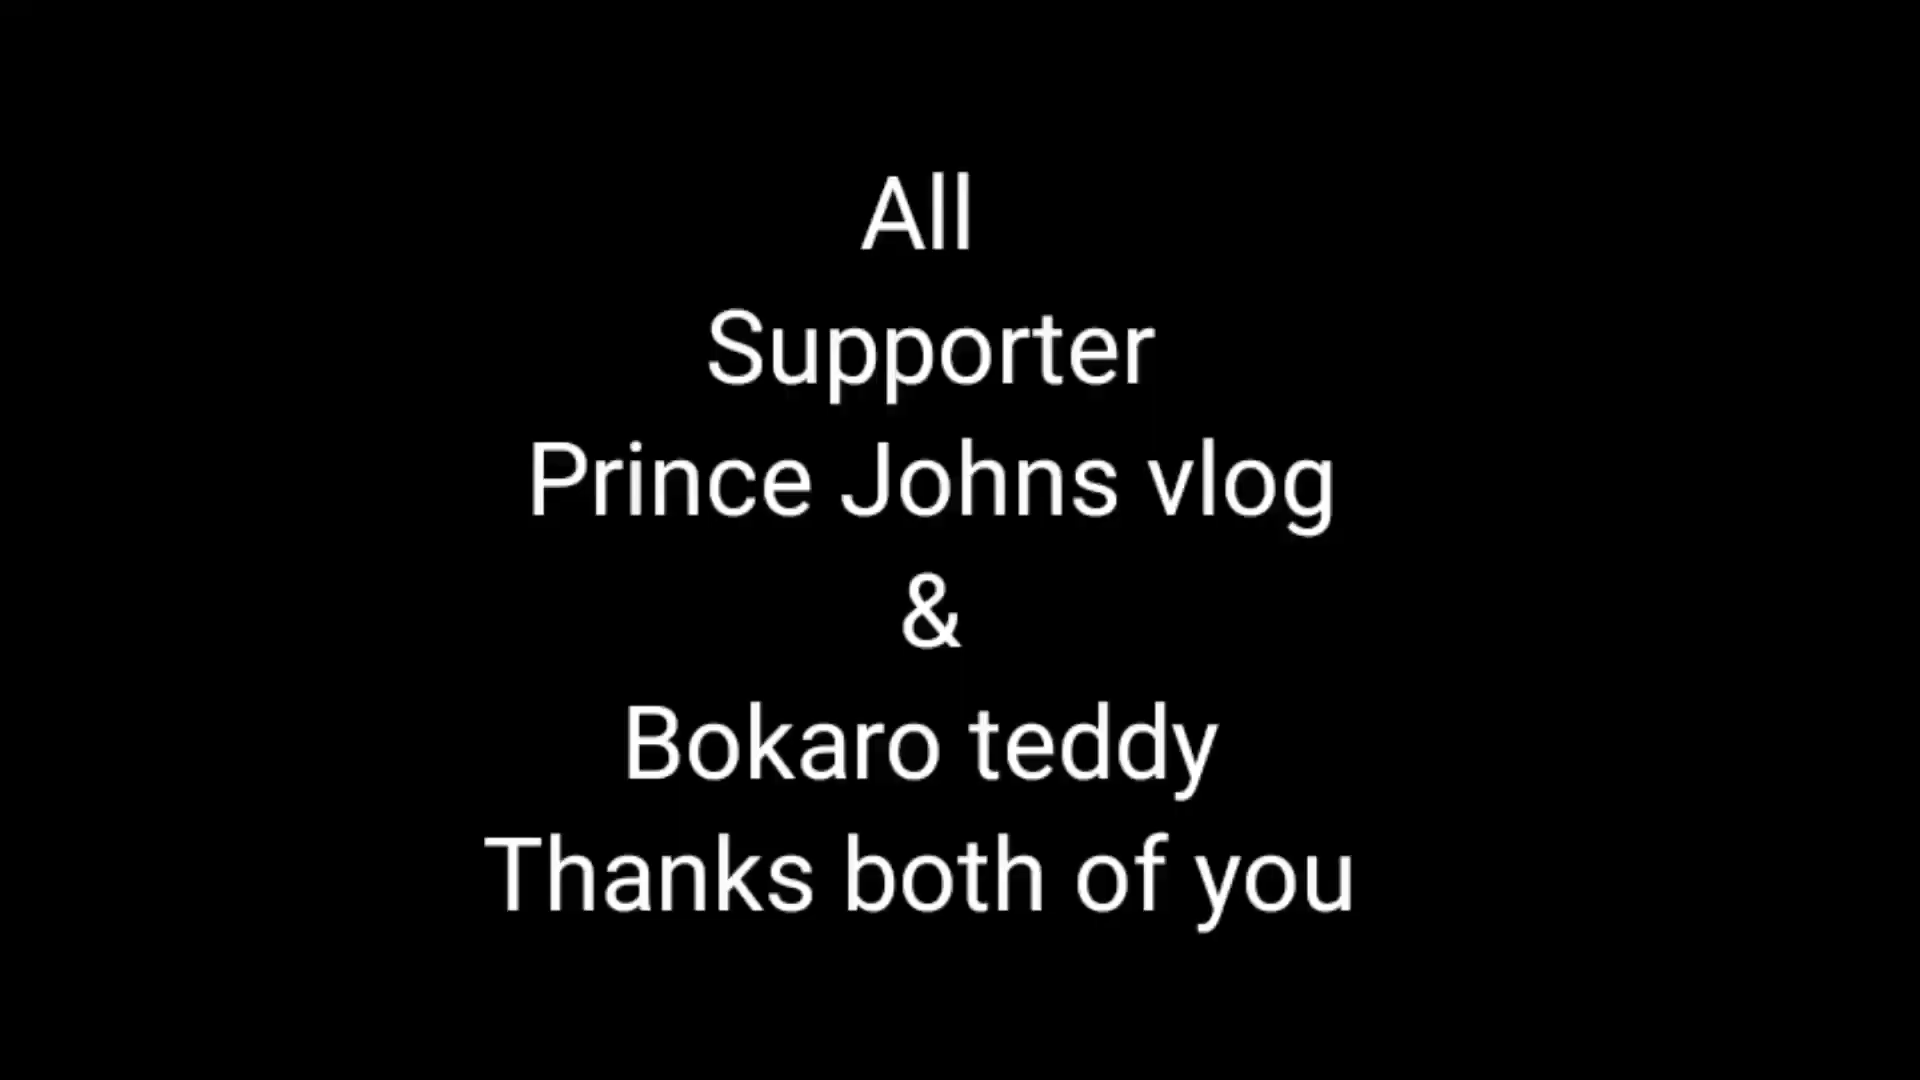 All
Supporter
Prince Johns vlog
&
Bokaro teddy
Thanks both of you